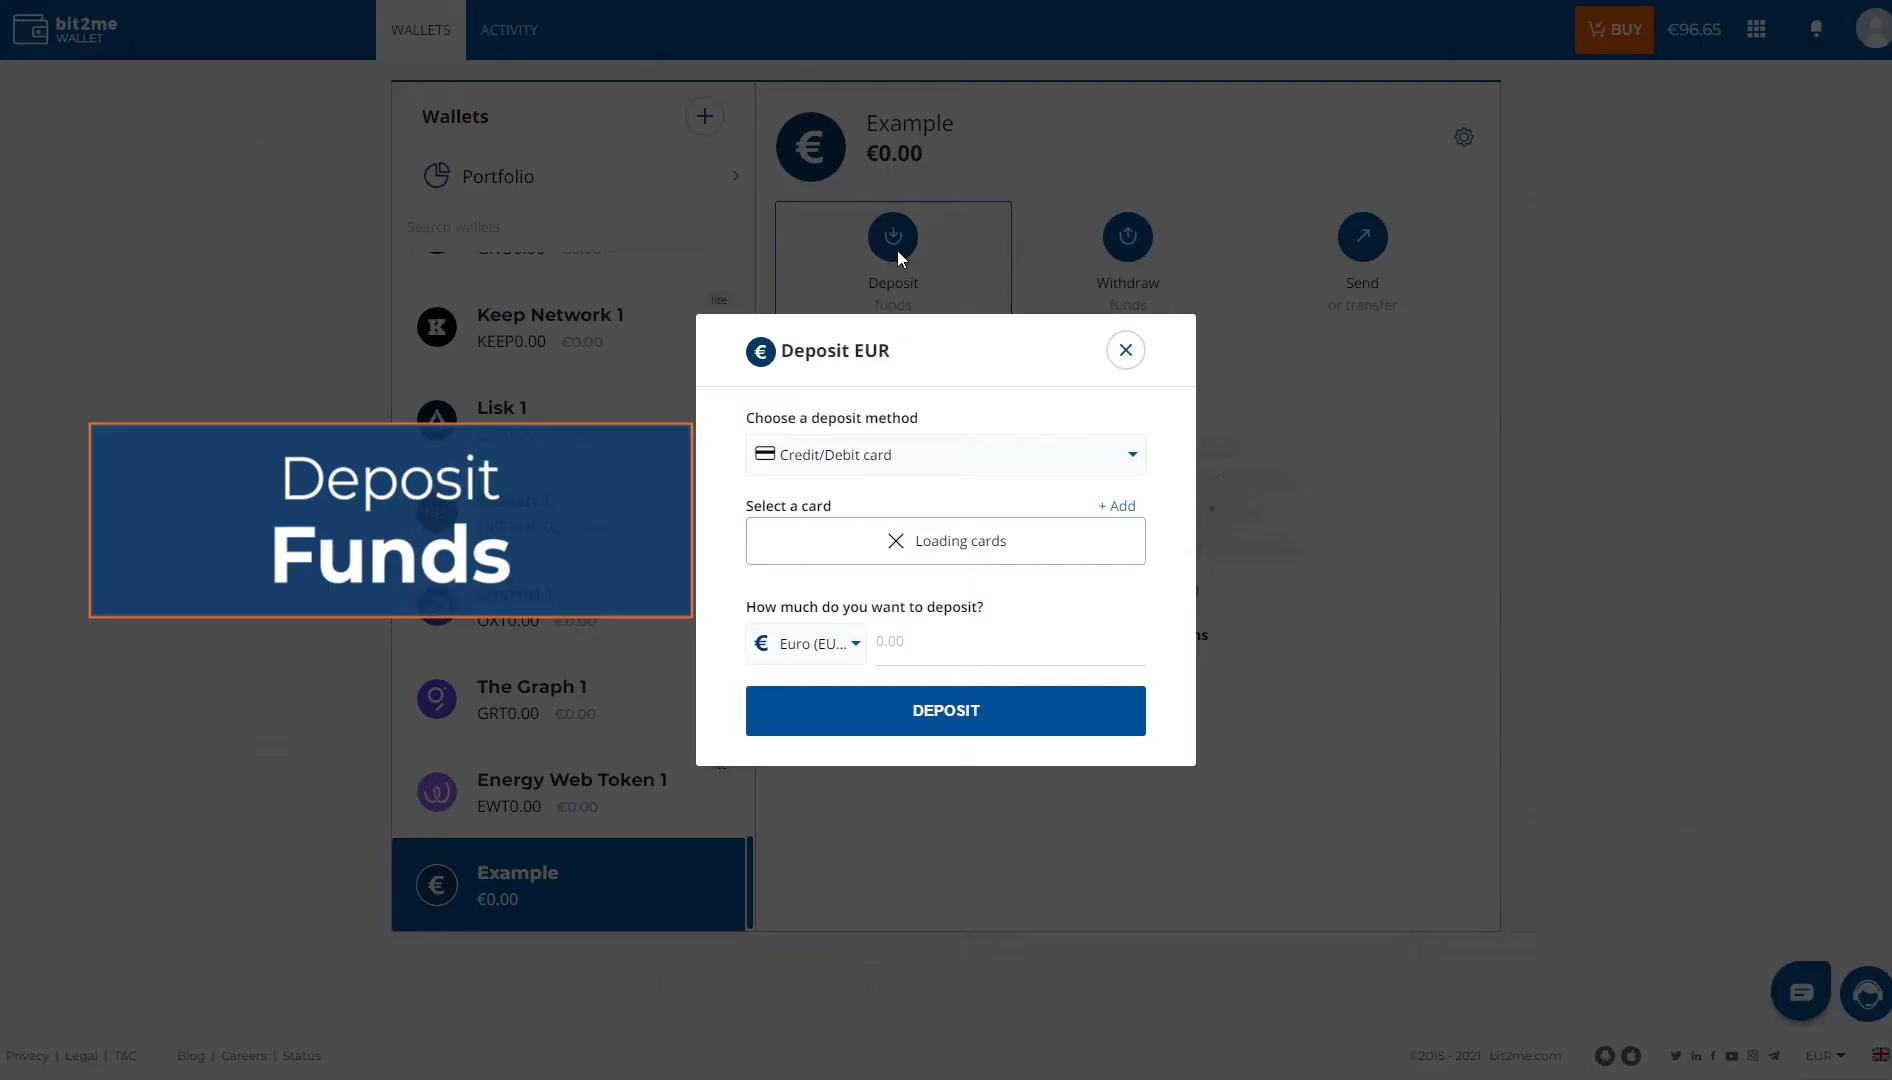 bit2me
WALLET
WALLETS
ACTIVITY
BUY
€96.65
Wallets
Portfolio
Search wallets
lite
Keep Network 1
KEEP0.00 €0.00
Lisk 1
OXT0.00 €0.00
The Graph 1
GRT0.00 €0.00
Energy Web Token 1
EWT0.00 €0.00
Example
€0.00
Example
€0.00
Deposit
funds
Withdraw
funds
Send
or transfer
Deposit
Funds
€ Deposit EUR
Choose a deposit method
Credit/Debit card
Select a card
+ Add
Loading cards
How much do you want to deposit?
€ Euro (EU...
0.00
DEPOSIT
Privacy | Legal | T&C
Blog | Careers | Status
©2015 - 2021 bit2me.com
EUR